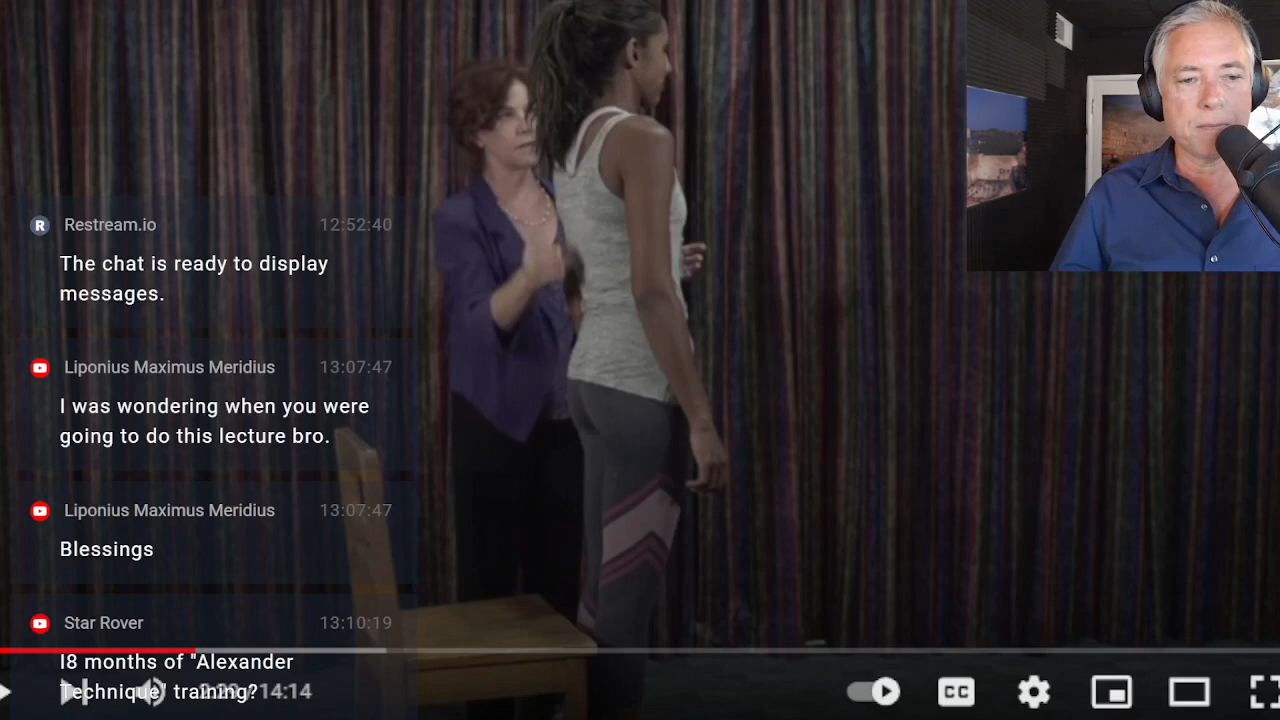 R Restream.io 12:52:40
The chat is ready to display
messages.
Liponius Maximus Meridius 13:07:47
I was wondering when you were
going to do this lecture bro.
Liponius Maximus Meridius 13:07:47
Blessings
Star Rover 13:10:19
I8 months of "Alexander
Technique' training?
14:14
CC